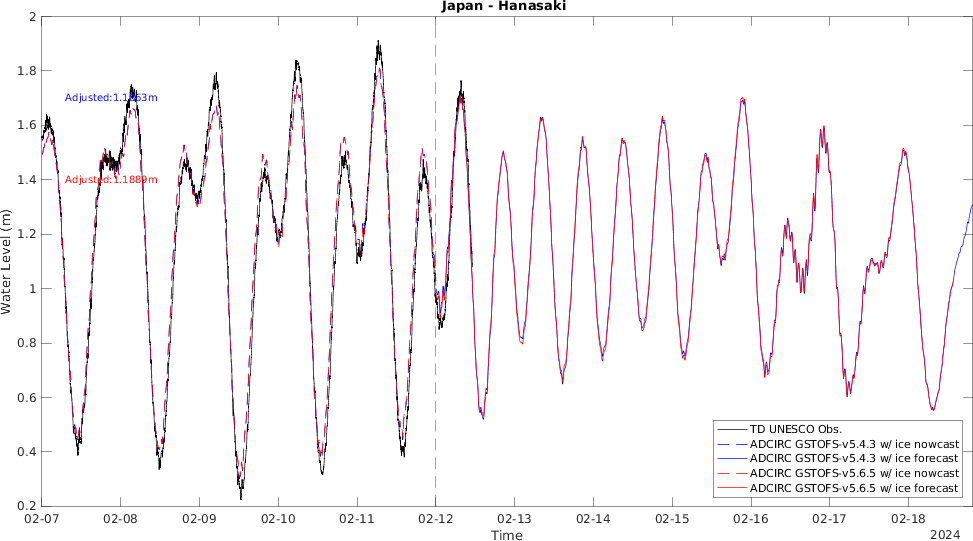 Japan - Hanasaki
2
1.8
1.6
1.4
1.2
1
0.8
0.6
0.4
0.2
Water Level (m)
Adjusted:1.1863m
Adjusted:1.1889m
TD UNESCO Obs.
ADCIRC GSTOFS-v5.4.3 w/ ice nowcast
ADCIRC GSTOFS-v5.4.3 w/ ice forecast
ADCIRC GSTOFS-v5.6.5 w/ ice nowcast
ADCIRC GSTOFS-v5.6.5 w/ ice forecast
02-07 02-08 02-09 02-10 02-11 02-12 02-13 02-14 02-15 02-16 02-17 02-18
Time
2024